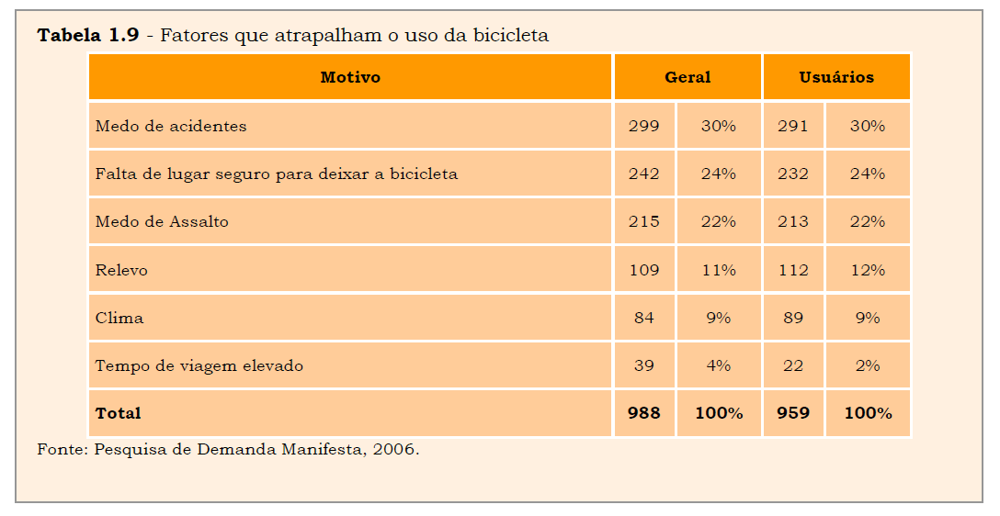 Tabela 1.9 - Fatores que atrapalham o uso da bicicleta
Motivo Geral Usuários
Medo de acidentes 299 30% 291 30%
Falta de lugar seguro para deixar a bicicleta 242 24% 232 24%
Medo de Assalto 215 22% 213 22%
Relevo 109 11% 112 12%
Clima 84 9% 89 9%
Tempo de viagem elevado 39 4% 22 2%
Total 988 100% 959 100%
Fonte: Pesquisa de Demanda Manifesta, 2006.